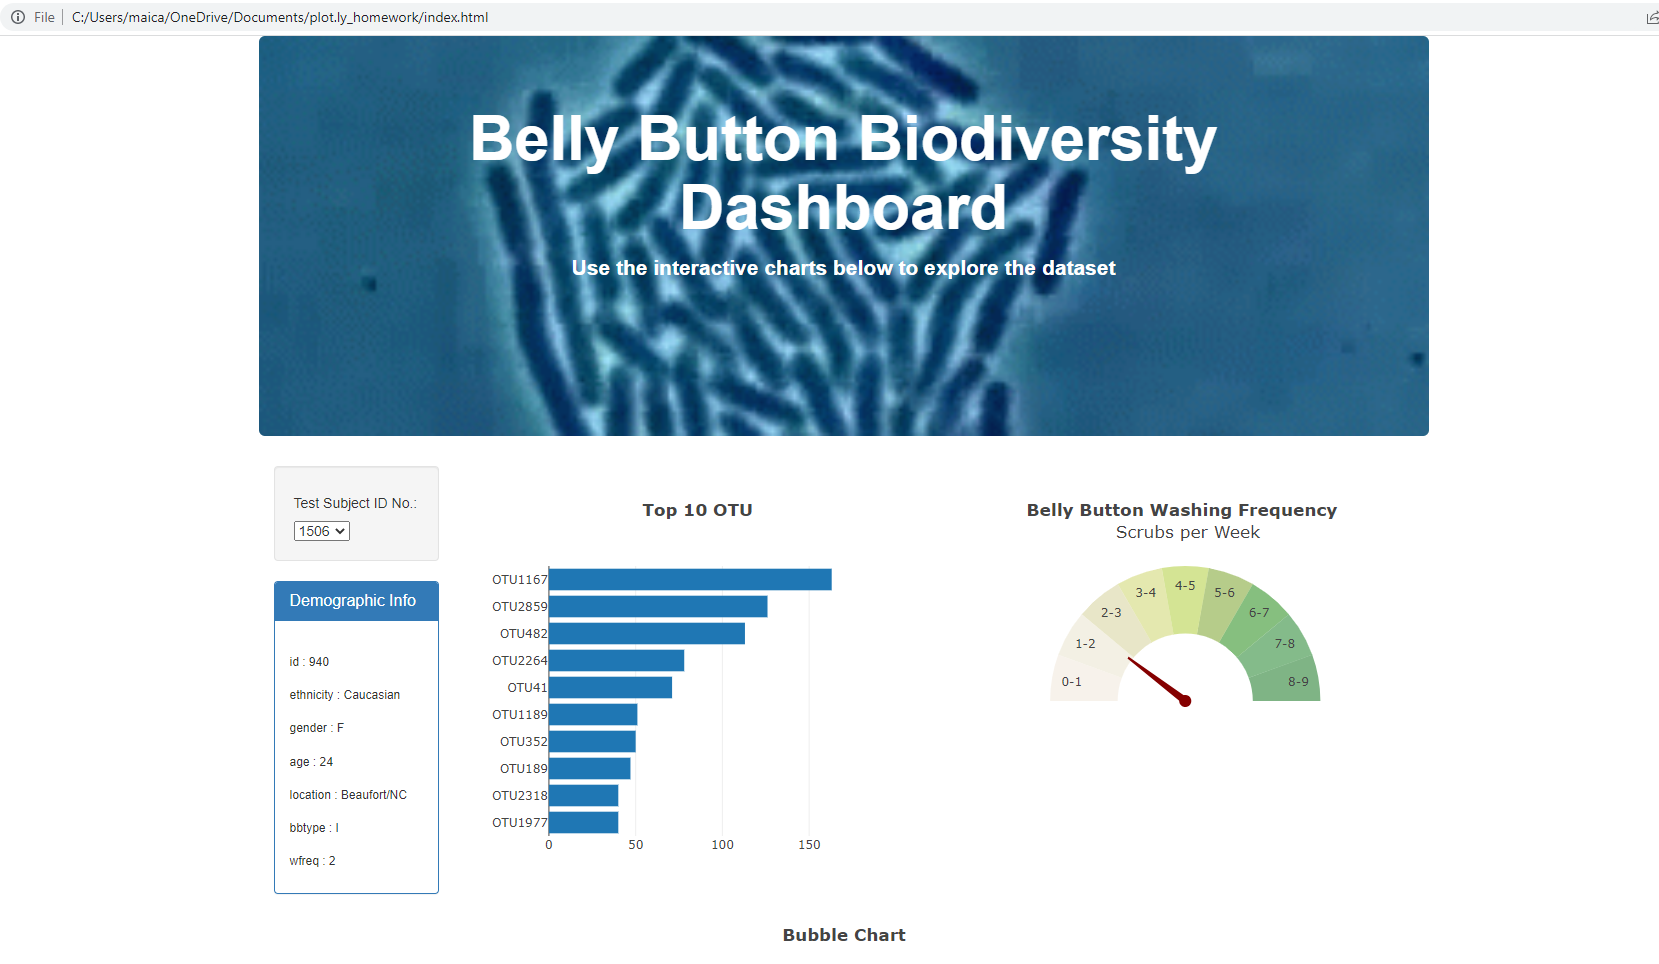 File
C:/Users/maica/OneDrive/Documents/plot.ly_homework/index.html
Belly Button Biodiversity
Dashboard
Use the interactive charts below to explore the dataset
Test Subject ID No.:
1506
Demographic Info
id : 940
ethnicity : Caucasian
gender : F
age : 24
location : Beaufort/NC
bbtype : I
wfreq : 2
Top 10 OTU
OTU1167
OTU2859
OTU482
OTU2264
OTU41
OTU1189
OTU352
OTU189
OTU2318
OTU1977
0 50 100 150
Belly Button Washing Frequency
Scrubs per Week
0-1
1-2
2-3
3-4
4-5
5-6
6-7
7-8
8-9
Bubble Chart